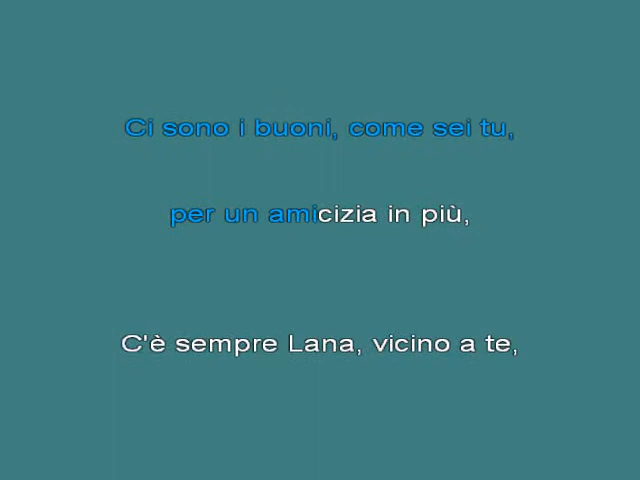 Ci sono i buoni, come sei tu,
per un amicizia in più,
C'è sempre Lana, vicino a te,